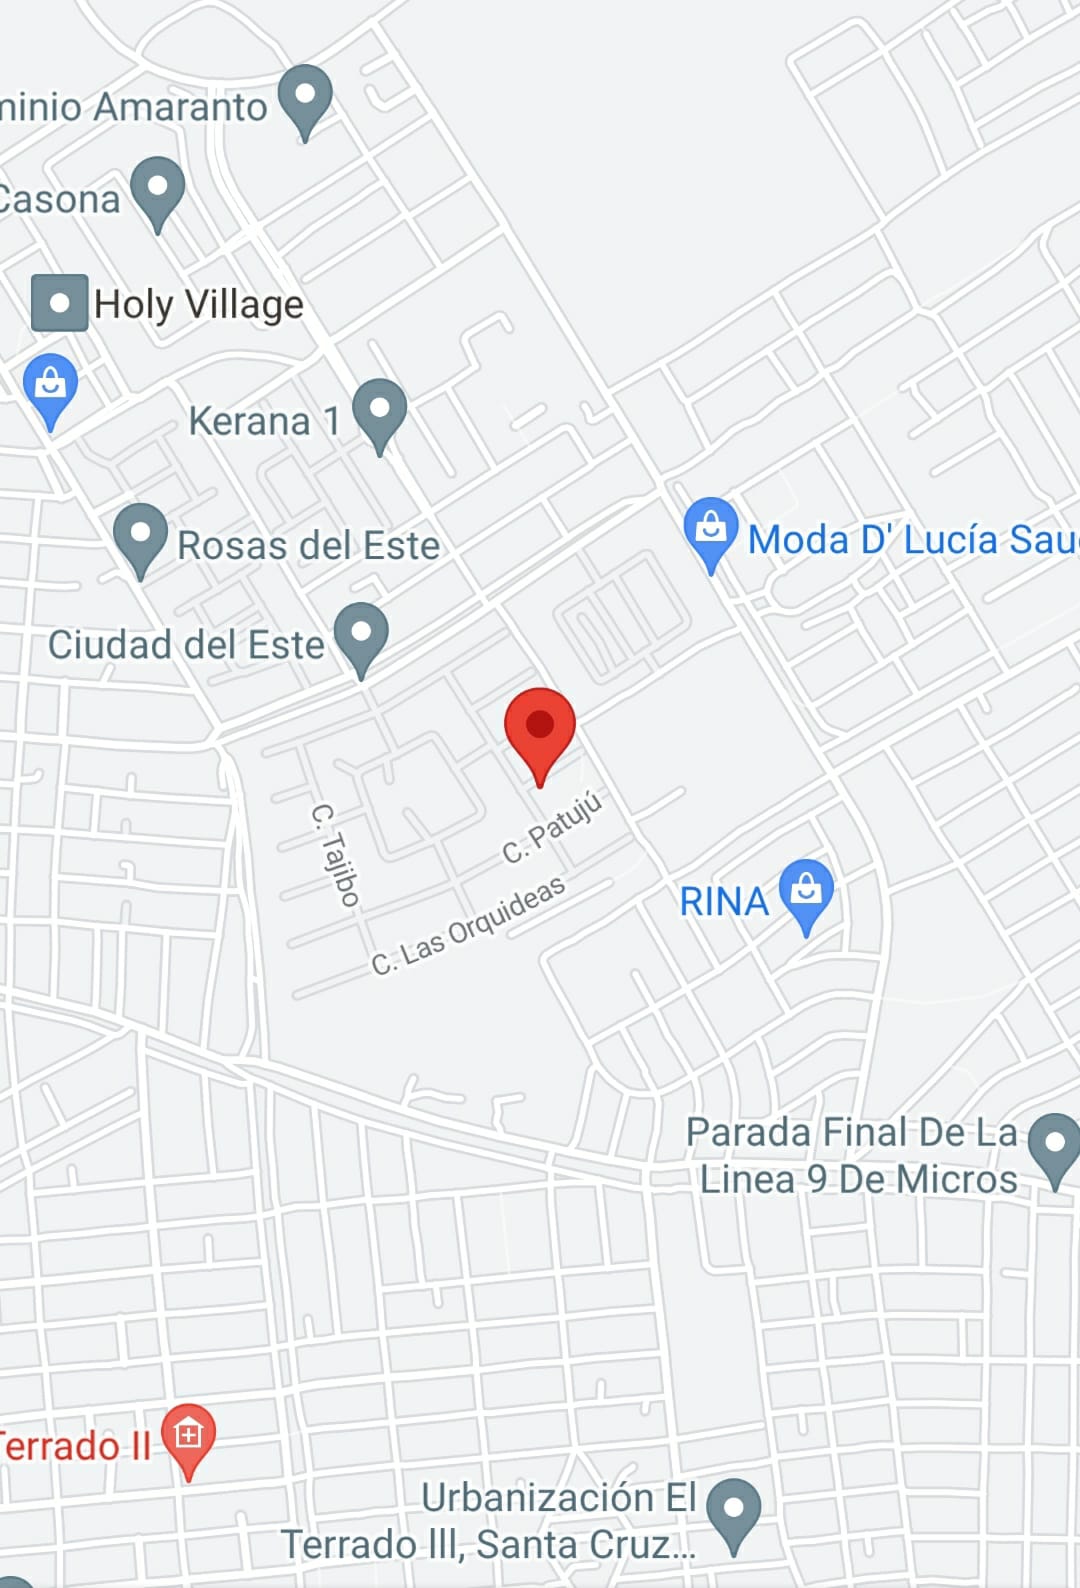 minio Amaranto
Casona
Holy Village
Kerana 1
Rosas del Este
Moda D' Lucía Sau
Ciudad del Este
C. Tajibo
C. Patujú
C. Las Orquideas
RINA
Parada Final De La
Linea 9 De Micros
Terrado II
Urbanización El
Terrado lll, Santa Cruz...